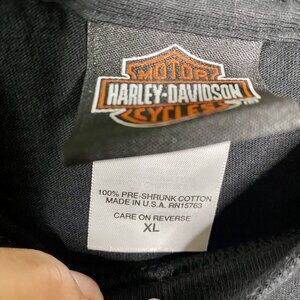 MOTOR
HARLEY-DAVIDSON
CYCLES
100% PRE-SHRUNK COTTON
MADE IN U.S.A. RN15763
CARE ON REVERSE
XL